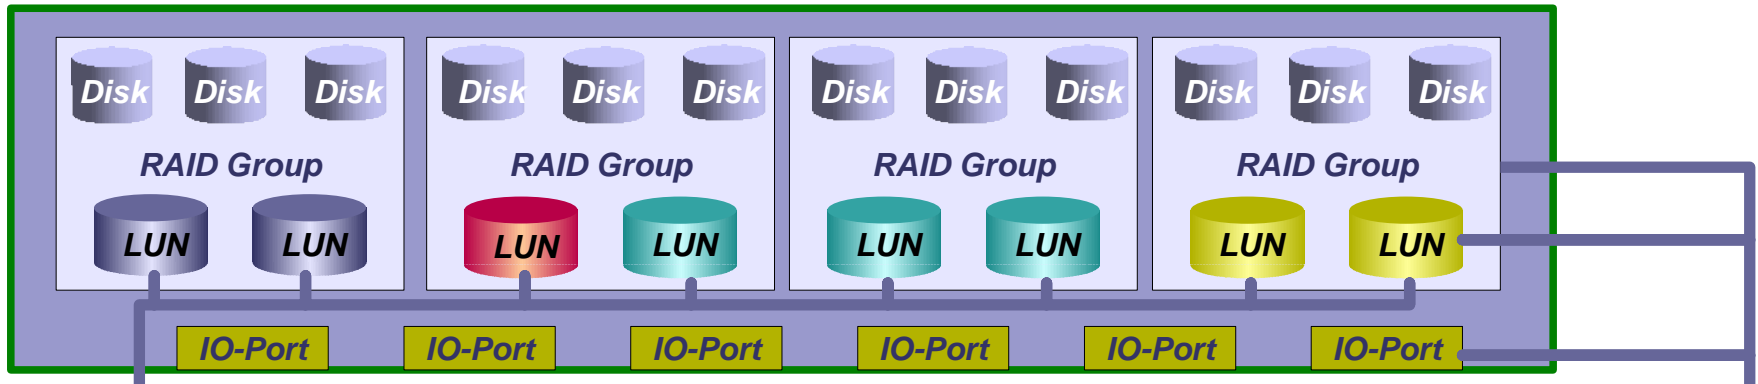 Disk Disk Disk Disk Disk Disk Disk Disk Disk Disk Disk Disk
RAID Group RAID Group RAID Group RAID Group
LUN LUN LUN LUN LUN LUN LUN LUN
IO-Port IO-Port IO-Port IO-Port IO-Port IO-Port